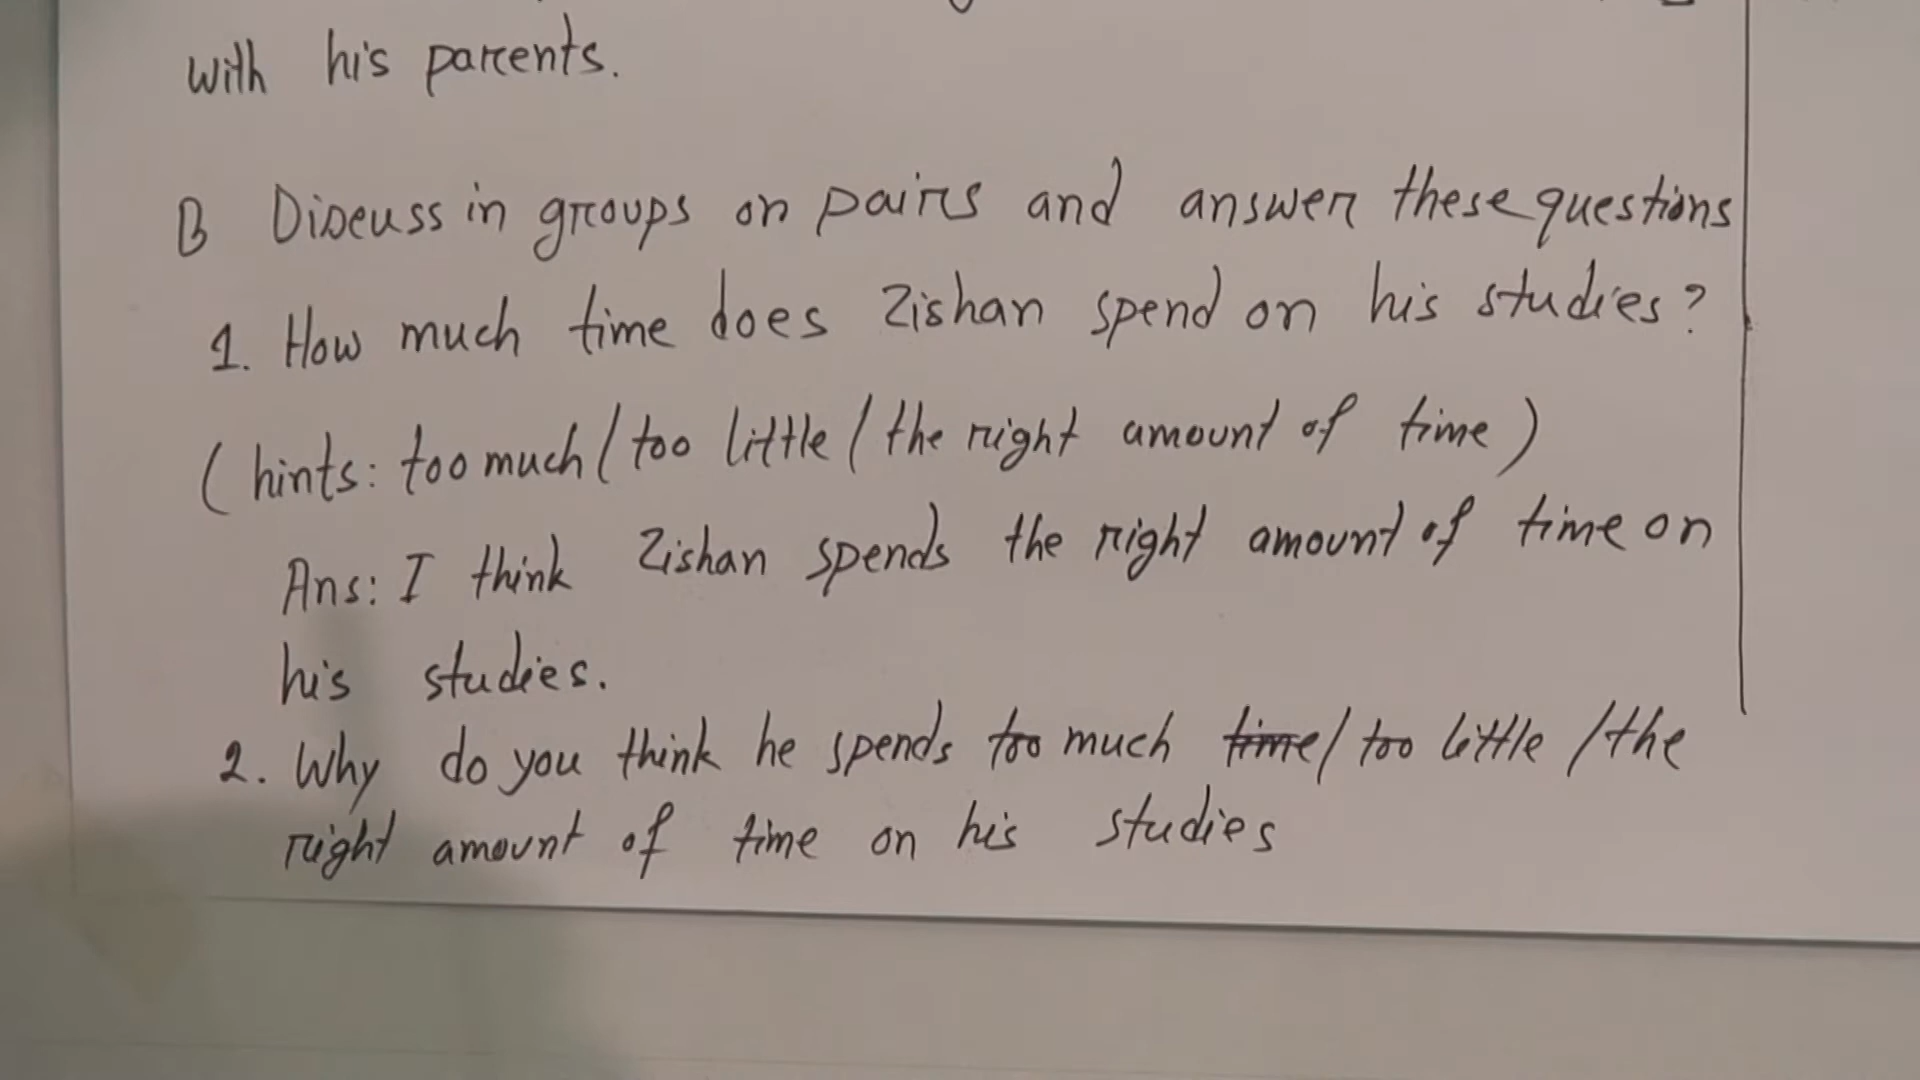 with his parents.
B Discuss in groups or pairs and answer these questions
1. How much time does Zishan spend on his studies?
(hints: too much / too little / the right amount of time)
Ans: I think Zishan spends the right amount of time on
his studies.
2. Why do you think he spends too much time / too little / the
right amount of time on his studies